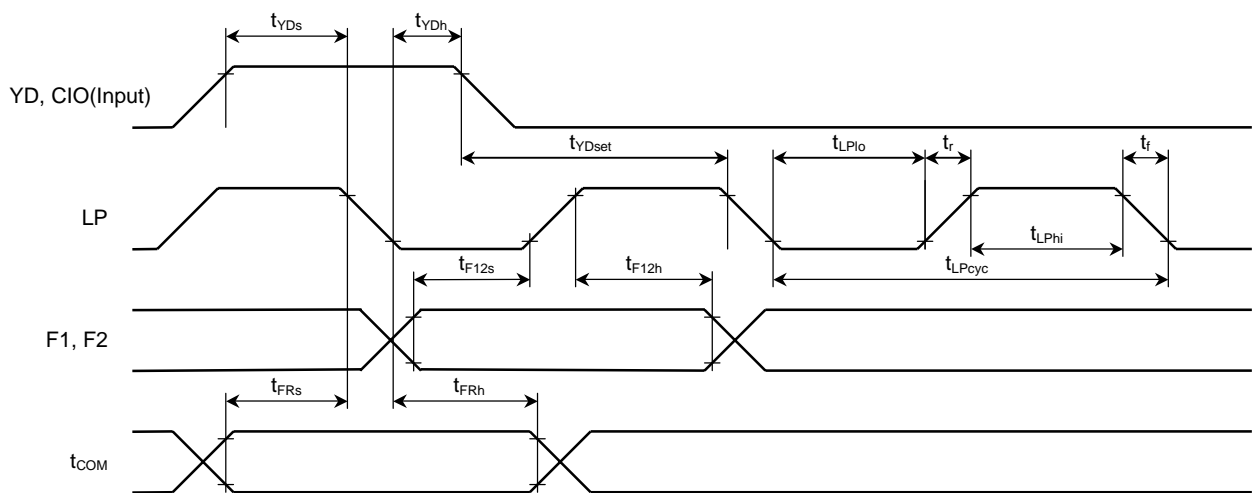 tYDs
tYDh
YD, CIO(Input)
tYDset
tLPlo
tr
tf
LP
tLPhi
tF12s
tF12h
tLPcyc
F1, F2
tFRs
tFRh
tCOM